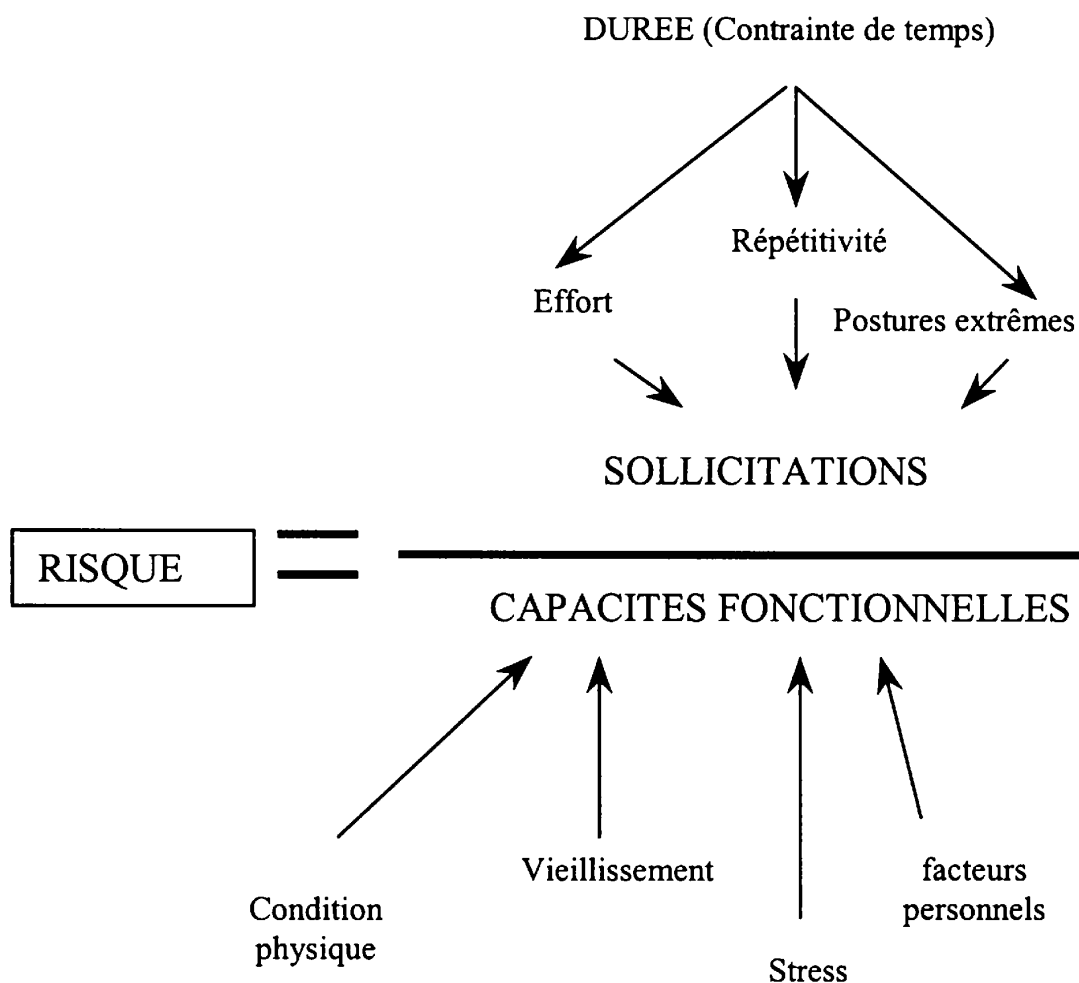 DUREE (Contrainte de temps)
Répétitivité
Effort
Postures extrêmes
SOLLICITATIONS
RISQUE
=
CAPACITES FONCTIONNELLES
Vieillissement
facteurs
personnels
Condition
physique
Stress